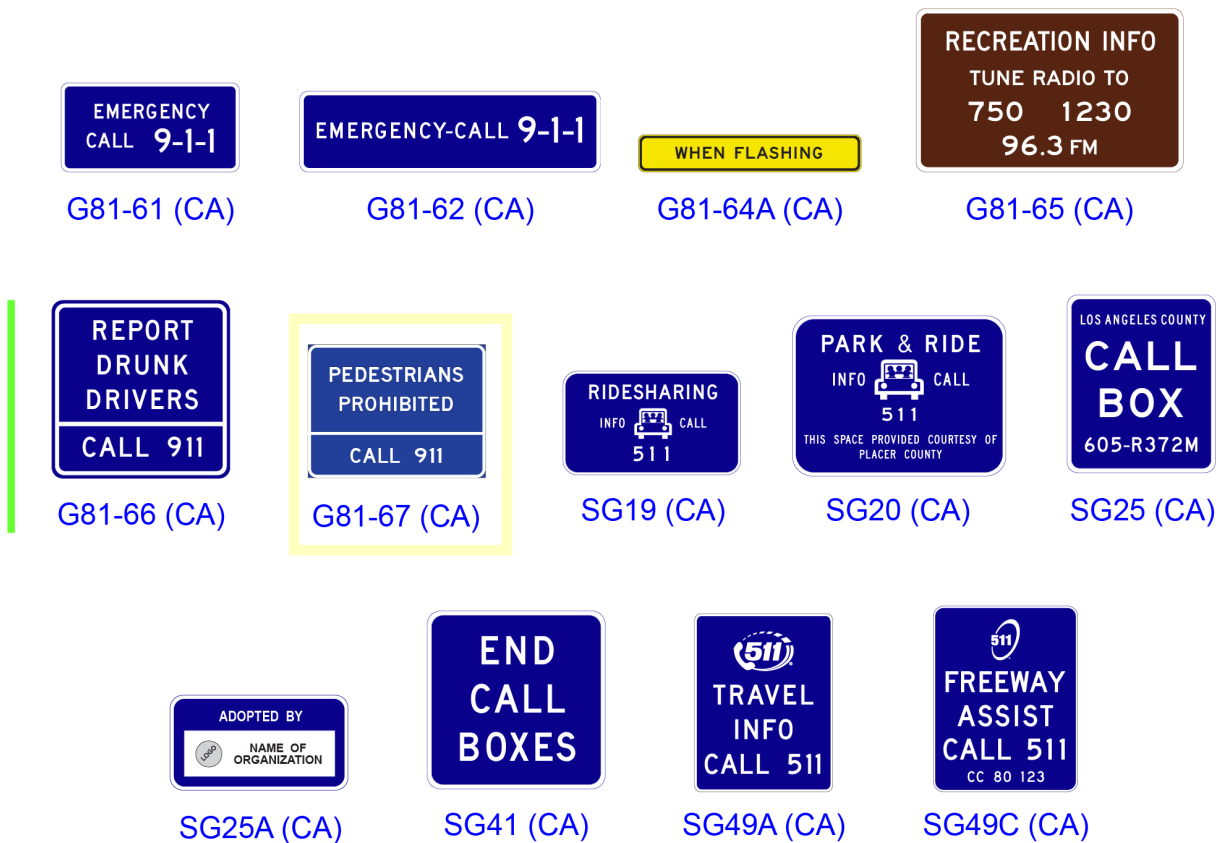 EMERGENCY
CALL 9-1-1
G81-61 (CA)
EMERGENCY-CALL 9-1-1
G81-62 (CA)
WHEN FLASHING
G81-64A (CA)
RECREATION INFO
TUNE RADIO TO
750 1230
96.3 FM
G81-65 (CA)
REPORT
DRUNK
DRIVERS
CALL 911
G81-66 (CA)
PEDESTRIANS
PROHIBITED
CALL 911
G81-67 (CA)
RIDESHARING
INFO CALL
511
SG19 (CA)
PARK & RIDE
INFO CALL
511
THIS SPACE PROVIDED COURTESY OF
PLACER COUNTY
SG20 (CA)
LOS ANGELES COUNTY
CALL
BOX
605-R372M
SG25 (CA)
ADOPTED BY
LOGO
NAME OF
ORGANIZATION
SG25A (CA)
END
CALL
BOXES
SG41 (CA)
511
TRAVEL
INFO
CALL 511
SG49A (CA)
511
FREEWAY
ASSIST
CALL 511
CC 80 123
SG49C (CA)